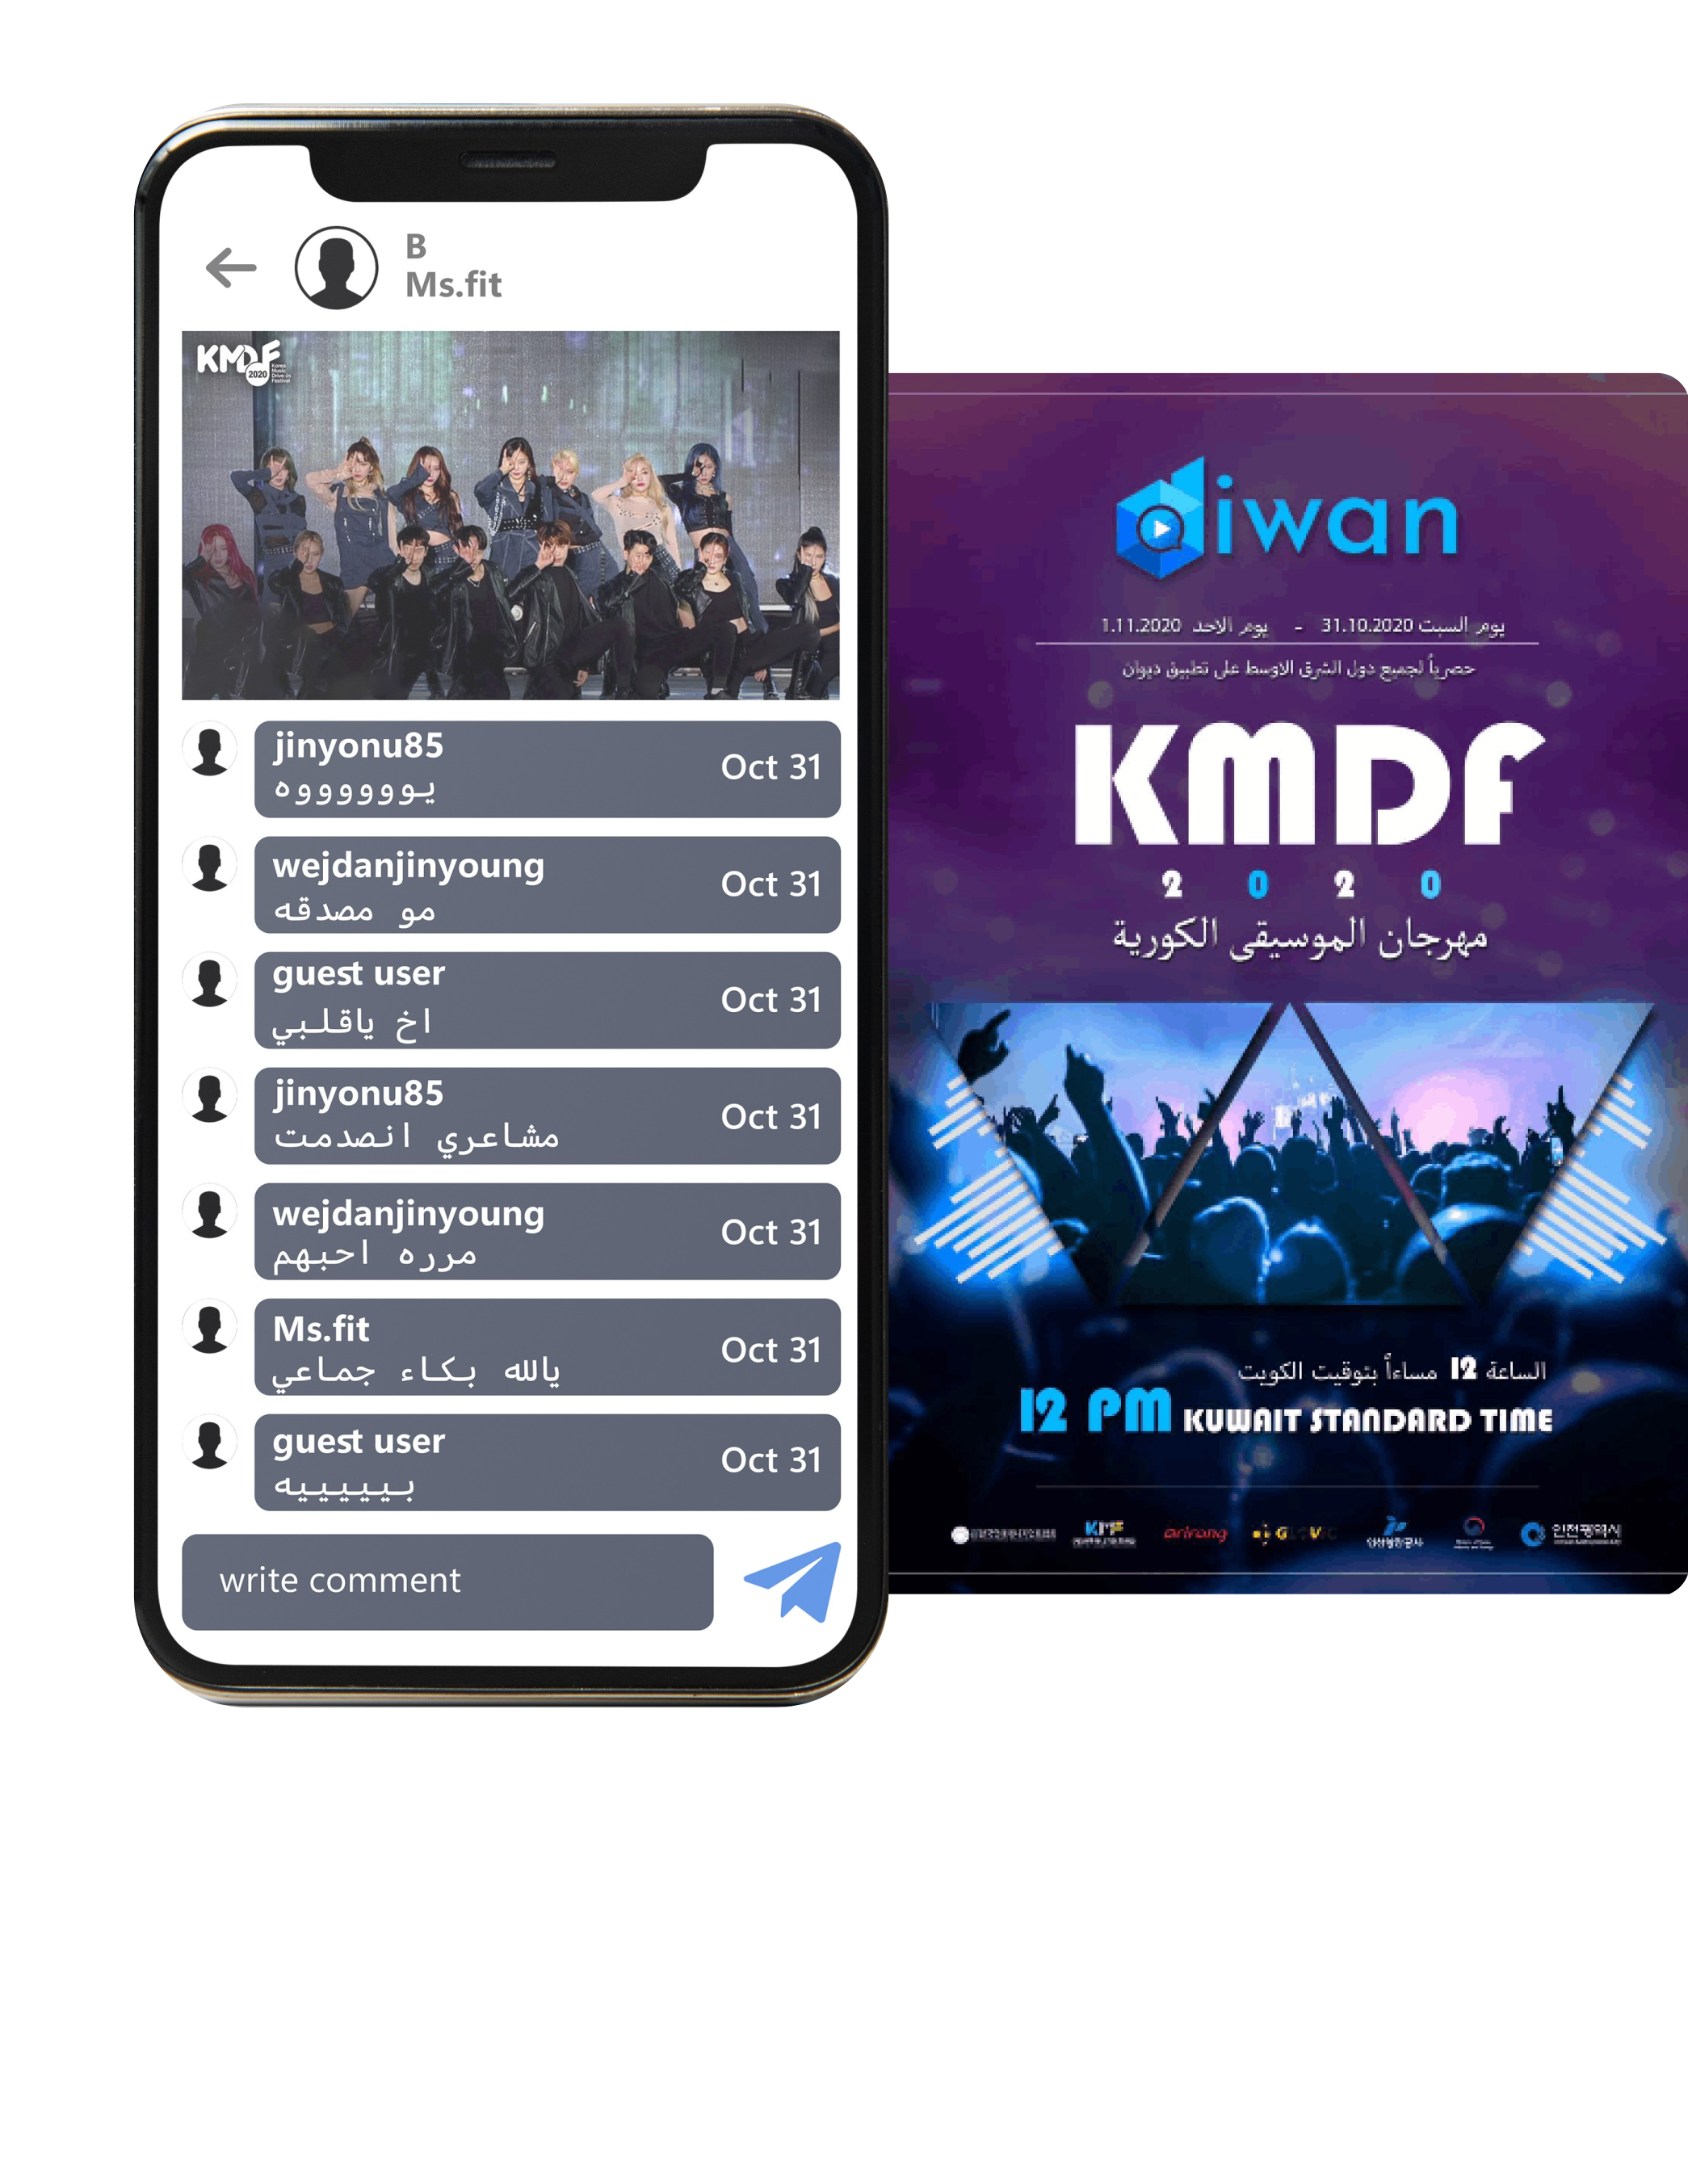 B
Ms.fit
KMDF
2020
Korea
Music
Drive-in
Festival
jinyonu85
يوووووووه
Oct 31
wejdanjinyoung
مو مصدقه
Oct 31
guest user
اخ ياقلبي
Oct 31
jinyonu85
مشاعري انصدمت
Oct 31
wejdanjinyoung
مرره احبهم
Oct 31
Ms.fit
يالله بكاء جماعي
Oct 31
guest user
بييييييه
Oct 31
write comment
diwan
يوم السبت 31.10.2020 - يوم الاحد 1.11.2020
حصرياً لجميع دول الشرق الاوسط على تطبيق ديوان
KMDF
2020
مهرجان الموسيقى الكورية
الساعة 12 مساءاً بتوقيت الكويت
12 PM KUWAIT STANDARD TIME
KMF
arirang
인천광역시